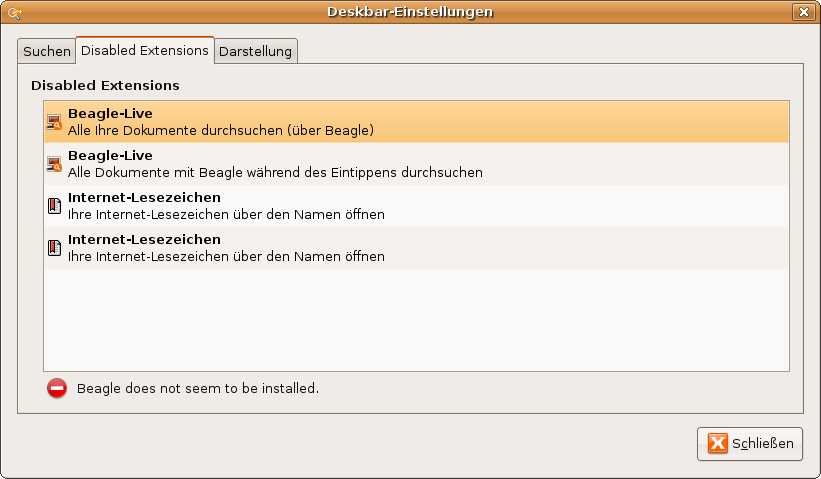 Deskbar-Einstellungen
Suchen Disabled Extensions Darstellung
Disabled Extensions
Beagle-Live
Alle Ihre Dokumente durchsuchen (über Beagle)
Beagle-Live
Alle Dokumente mit Beagle während des Eintippens durchsuchen
Internet-Lesezeichen
Ihre Internet-Lesezeichen über den Namen öffnen
Internet-Lesezeichen
Ihre Internet-Lesezeichen über den Namen öffnen
Beagle does not seem to be installed.
Schließen